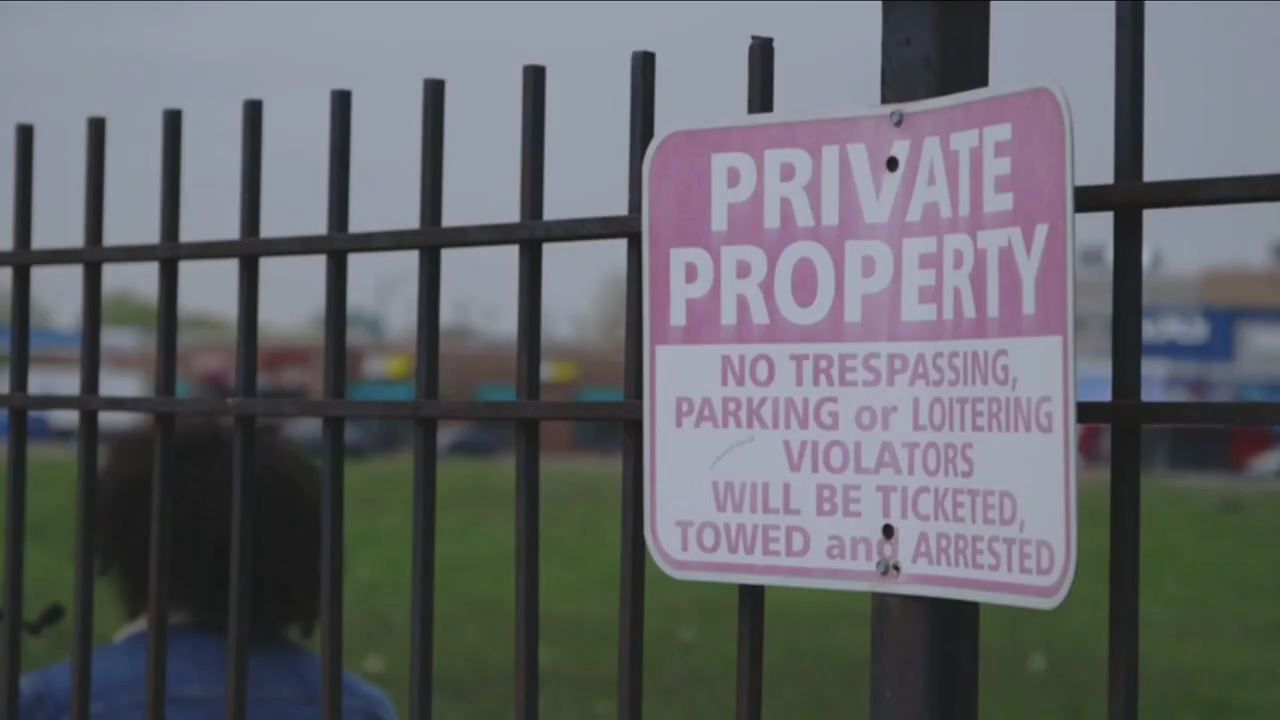 PRIVATE
PROPERTY
NO TRESPASSING,
PARKING or LOITERING
VIOLATORS
WILL BE TICKETED,
TOWED and ARRESTED